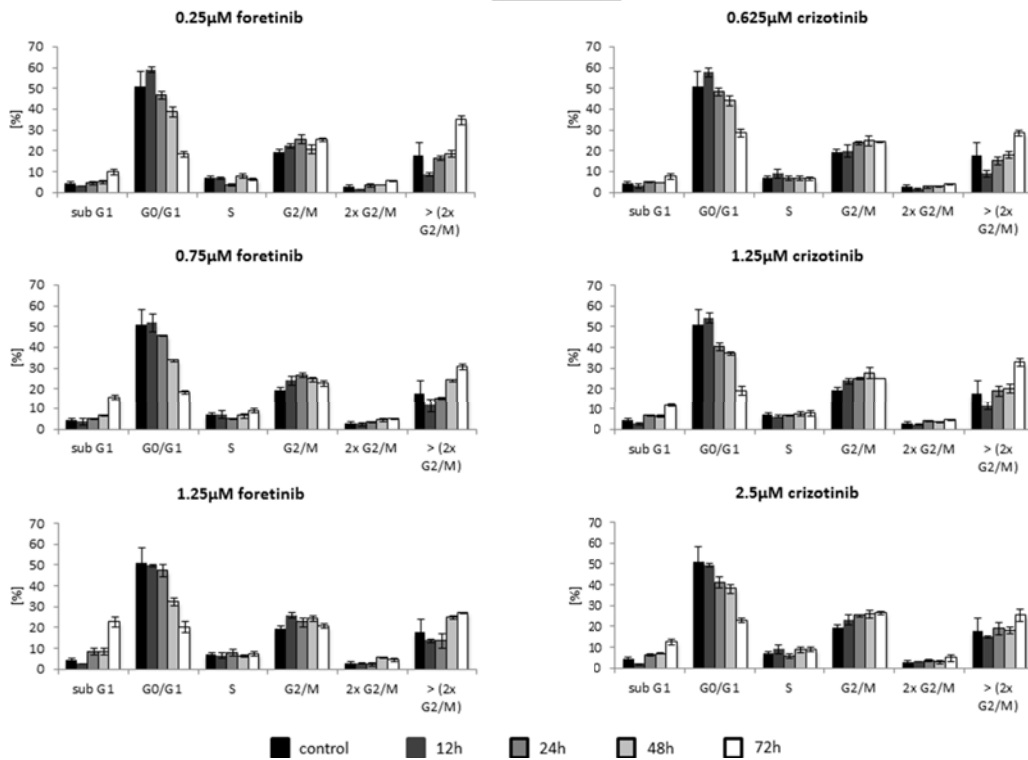 0.25µM foretinib
70
60
50
40
30
20
10
0
[%]
sub G1 G0/G1 S G2/M 2x G2/M > (2x
G2/M)
0.625µM crizotinib
70
60
50
40
30
20
10
0
[%]
sub G1 G0/G1 S G2/M 2x G2/M > (2x
G2/M)
0.75µM foretinib
70
60
50
40
30
20
10
0
[%]
sub G1 G0/G1 S G2/M 2x G2/M > (2x
G2/M)
1.25µM crizotinib
70
60
50
40
30
20
10
0
[%]
sub G1 G0/G1 S G2/M 2x G2/M > (2x
G2/M)
1.25µM foretinib
70
60
50
40
30
20
10
0
[%]
sub G1 G0/G1 S G2/M 2x G2/M > (2x
G2/M)
2.5µM crizotinib
70
60
50
40
30
20
10
0
[%]
sub G1 G0/G1 S G2/M 2x G2/M > (2x
G2/M)
control 12h 24h 48h 72h